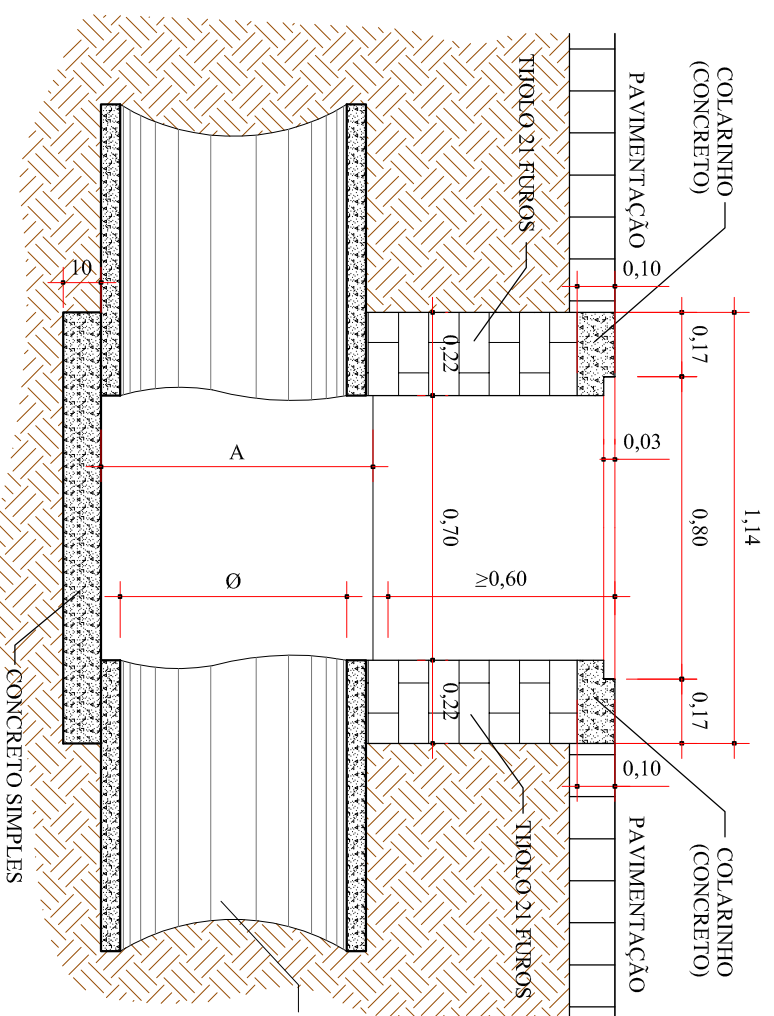 COLARINHO
(CONCRETO)
PAVIMENTAÇÃO
TIJOLO 21 FUROS
COLARINHO
(CONCRETO)
PAVIMENTAÇÃO
TIJOLO 21 FUROS
1,14
0,17
0,80
0,17
0,10
0,03
0,10
0,22
0,70
0,22
≥0,60
A
Ø
10
CONCRETO SIMPLES